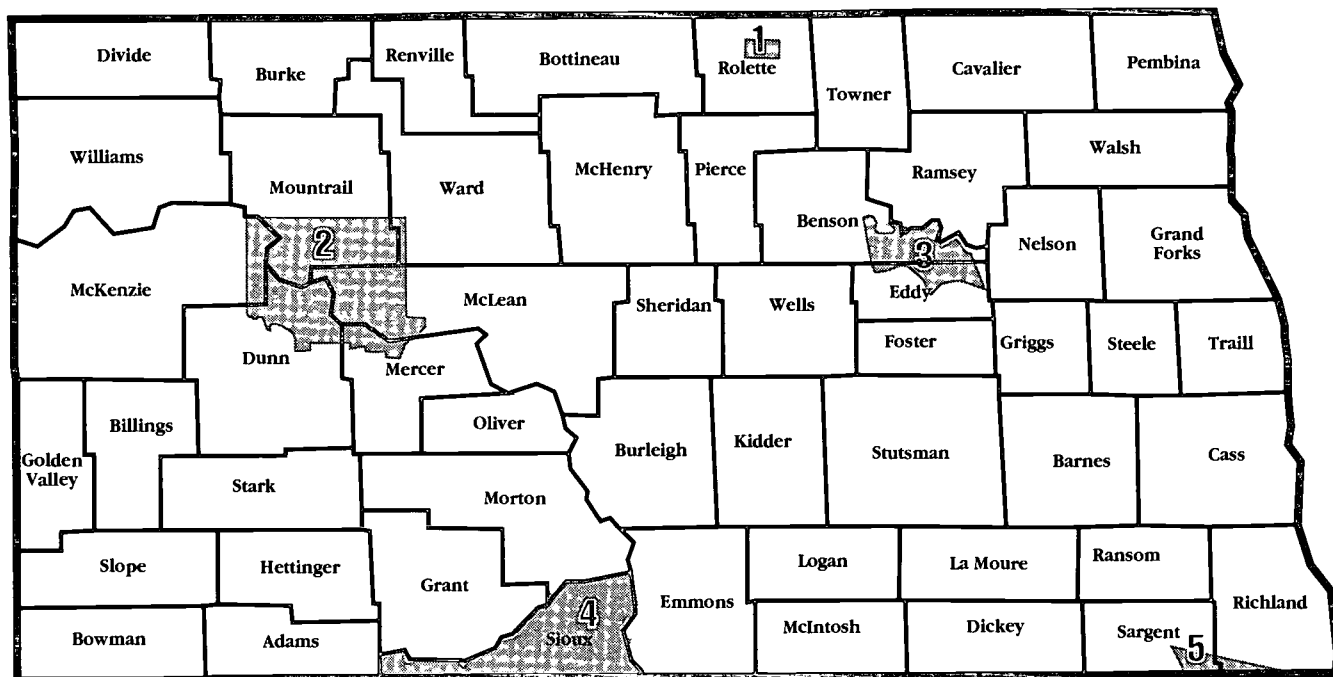 1
Divide
Burke
Renville
Bottineau
Rolette
Towner
Cavalier
Pembina
Williams
Mountrail
Ward
McHenry
Pierce
Benson
Ramsey
Walsh
2
3
Nelson
Grand
Forks
McKenzie
McLean
Sheridan
Wells
Eddy
Dunn
Mercer
Foster
Griggs
Steele
Traill
Billings
Oliver
Golden
Valley
Stark
Morton
Burleigh
Kidder
Stutsman
Barnes
Cass
Slope
Hettinger
Grant
4
Sioux
Emmons
Logan
La Moure
Ransom
Richland
Bowman
Adams
McIntosh
Dickey
Sargent
5